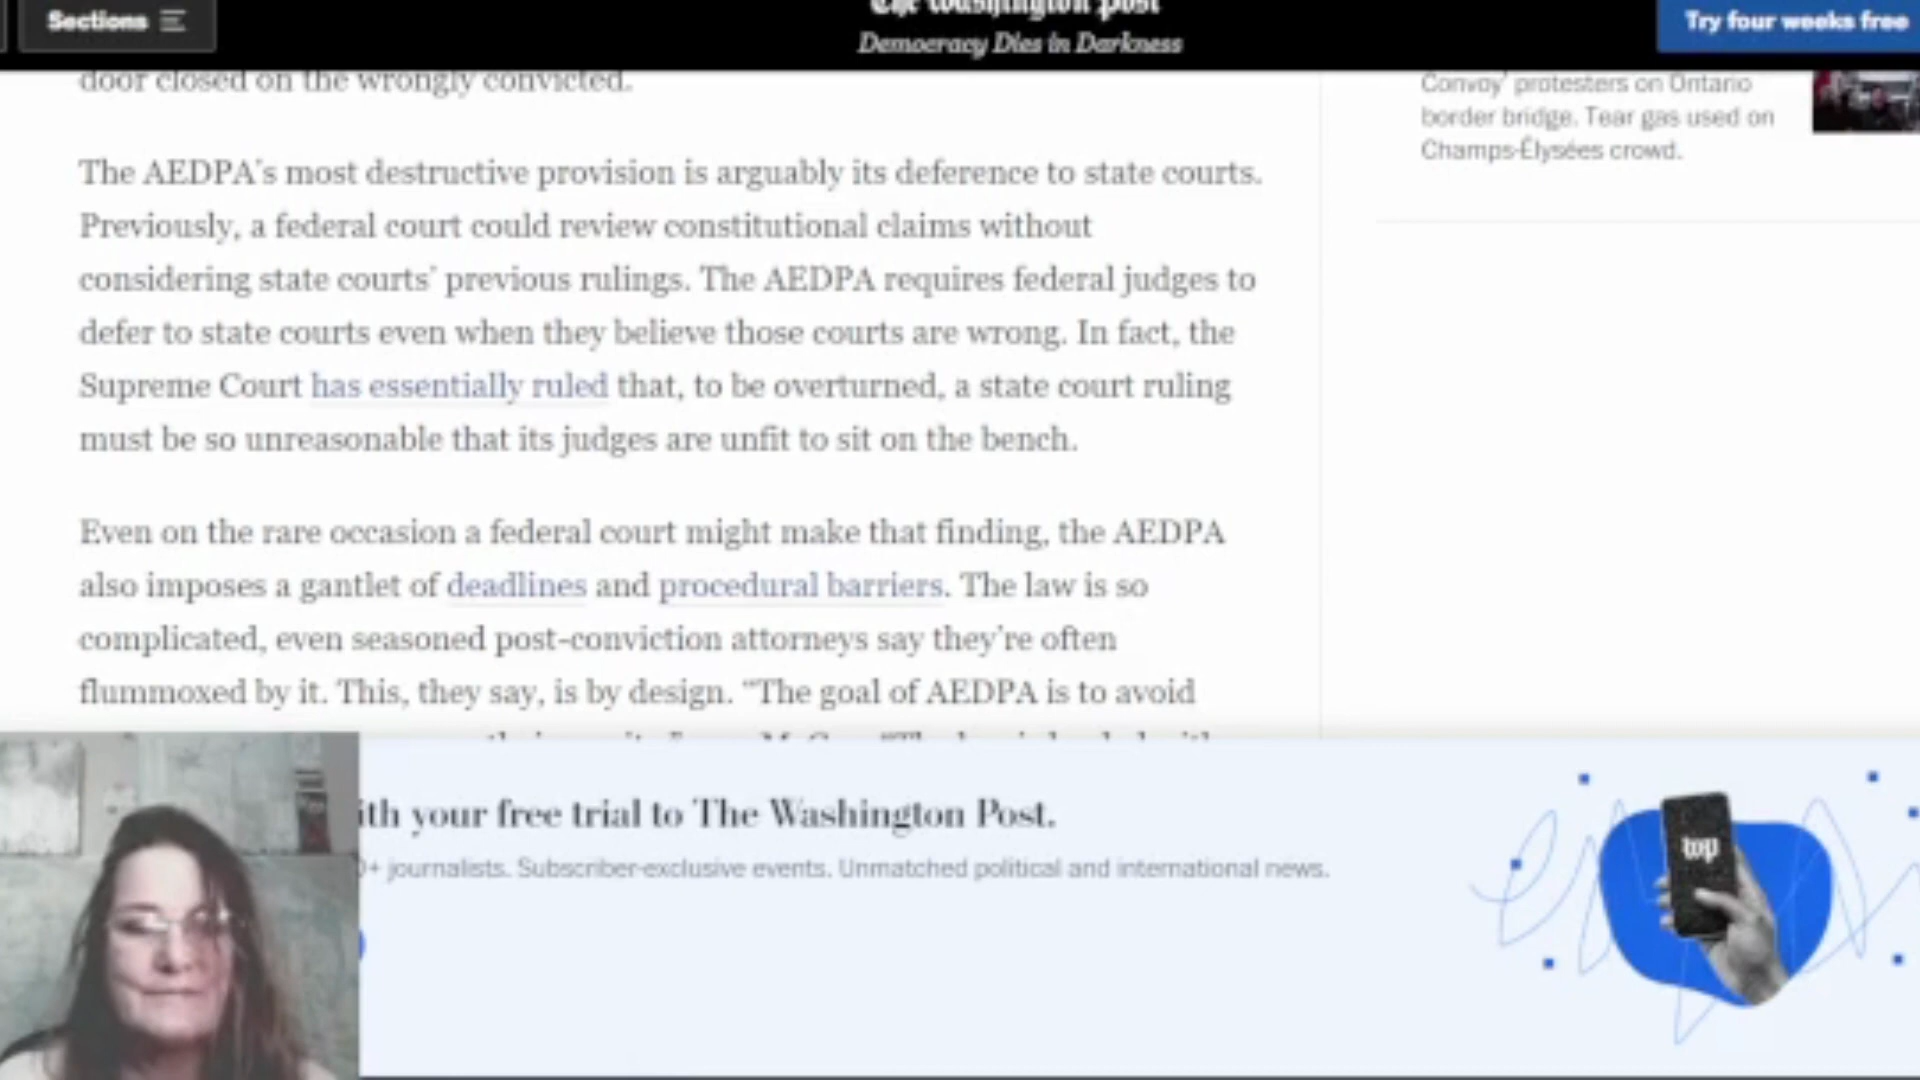 Sections
The Washington Post
Democracy Dies in Darkness
Try four weeks free
door closed on the wrongly convicted.
The AEDPA's most destructive provision is arguably its deference to state courts.
Previously, a federal court could review constitutional claims without
considering state courts' previous rulings. The AEDPA requires federal judges to
defer to state courts even when they believe those courts are wrong. In fact, the
Supreme Court has essentially ruled that, to be overturned, a state court ruling
must be so unreasonable that its judges are unfit to sit on the bench.
Even on the rare occasion a federal court might make that finding, the AEDPA
also imposes a gantlet of deadlines and procedural barriers. The law is so
complicated, even seasoned post-conviction attorneys say they're often
flummoxed by it. This, they say, is by design. “The goal of AEDPA is to avoid
Convoy' protesters on Ontario
border bridge. Tear gas used on
Champs-Élysées crowd.
ith your free trial to The Washington Post.
0+ journalists. Subscriber-exclusive events. Unmatched political and international news.
wp